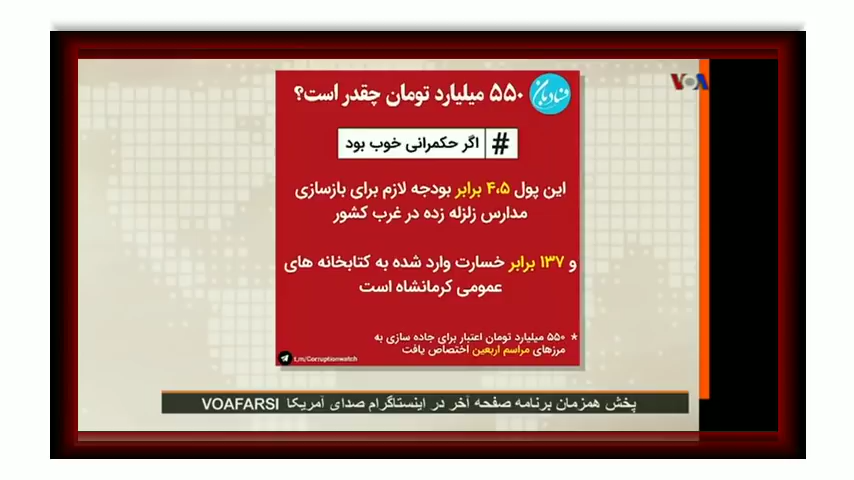 VOA
فسادبان
۵۵۰ میلیارد تومان چقدر است؟
# اگر حکمرانی خوب بود
این پول ۴،۵ برابر بودجه لازم برای بازسازی
مدارس زلزله زده در غرب کشور
و ۱۳۷ برابر خسارت وارد شده به کتابخانه های
عمومی کرمانشاه است
* ۵۵۰ میلیارد تومان اعتبار برای جاده سازی به
مرزهای مراسم اربعین اختصاص یافت
t.m/Corruptionwatch
پخش همزمان برنامه صفحه آخر در اینستاگرام صدای آمریکا VOAFARSI